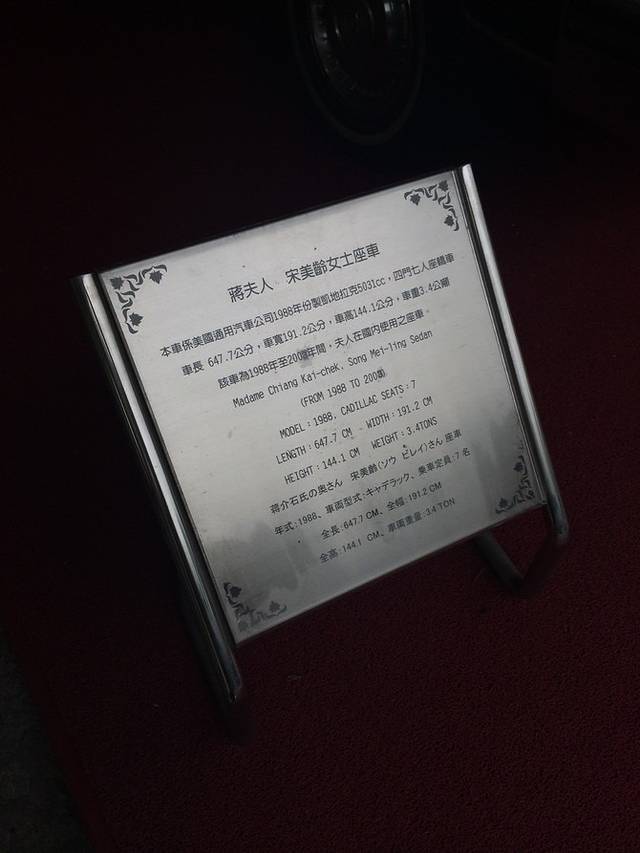 蔣夫人 宋美齡女士座車
本車係美國通用汽車公司1988年份製凱地拉克5031cc，四門七人座轎車
車長 647.7公分，車寬191.2公分，車高144.1公分，車重3.4公噸
該車為1988年至200年間，夫人在國內使用之座車
Madame Chiang Kai-chek. Song Mei-ling Sedan
(FROM 1988 TO 200)
MODEL：1988. CADILLAC SEATS：7
LENGTH：647.7 CM WIDTH：191.2 CM
HEIGHT：144.1 CM WEIGHT：3.4TONS
蒋介石氏の奥さん 宋美齢(ソウ ビレイ)さん 座車
年式：1988、車両型式：キャデラック、乗車定員：7 名
全長：647.7 CM、全幅：191.2 CM
全高：144.1 CM、車両重量：3.4 TON